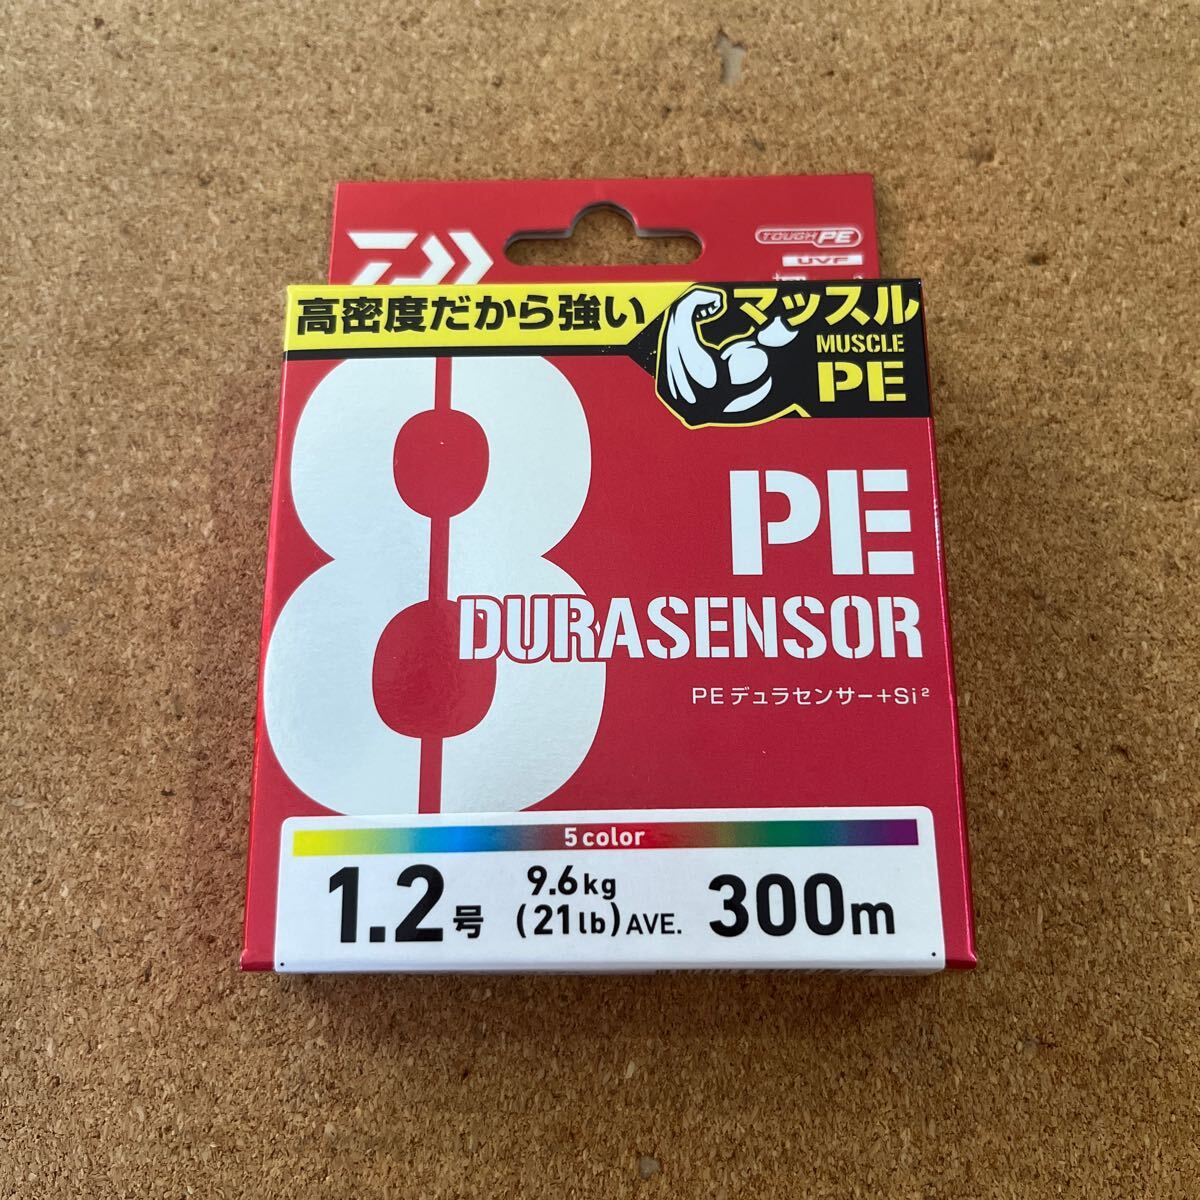 TOUGH PE
UVF
高密度だから強い
マッスル
MUSCLE
PE
8
PE
DURASENSOR
PEデュラセンサー+Si²
5 color
1.2号
9.6kg
(21lb) AVE.
300m